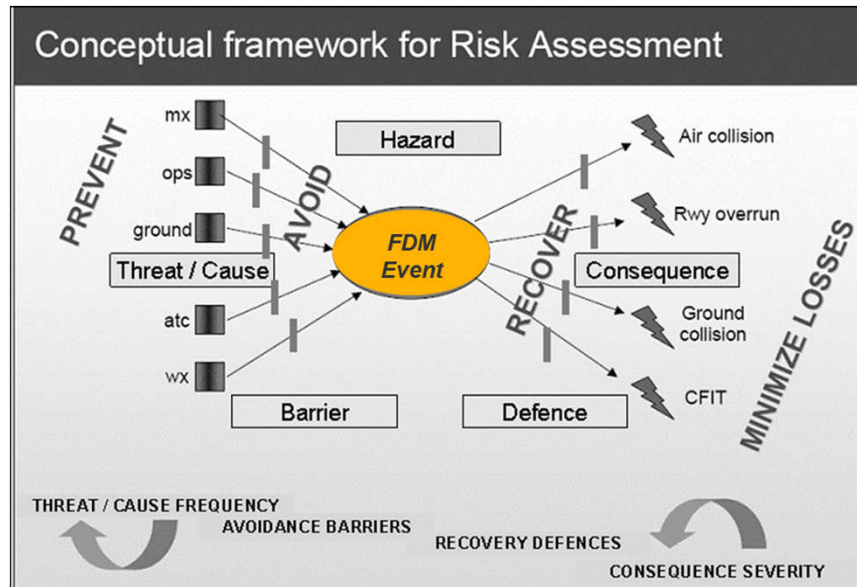 Conceptual framework for Risk Assessment
PREVENT
mx
ops
ground
Threat / Cause
atc
wx
AVOID
Hazard
FDM
Event
Barrier
RECOVER
Defence
Air collision
Rwy overrun
Consequence
Ground
collision
CFIT
MINIMIZE LOSSES
THREAT / CAUSE FREQUENCY
AVOIDANCE BARRIERS
RECOVERY DEFENCES
CONSEQUENCE SEVERITY